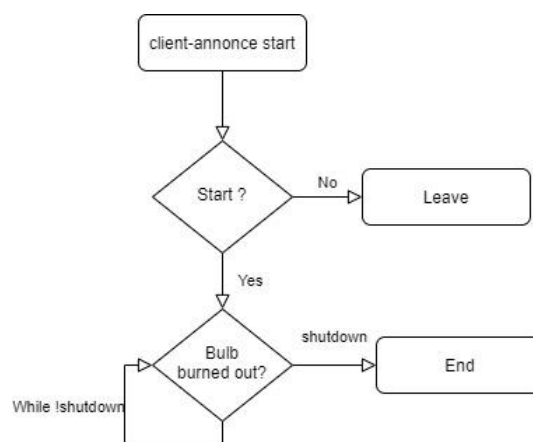 client-annonce start
Start ?
No
Leave
Yes
Bulb
burned out?
shutdown
End
While !shutdown